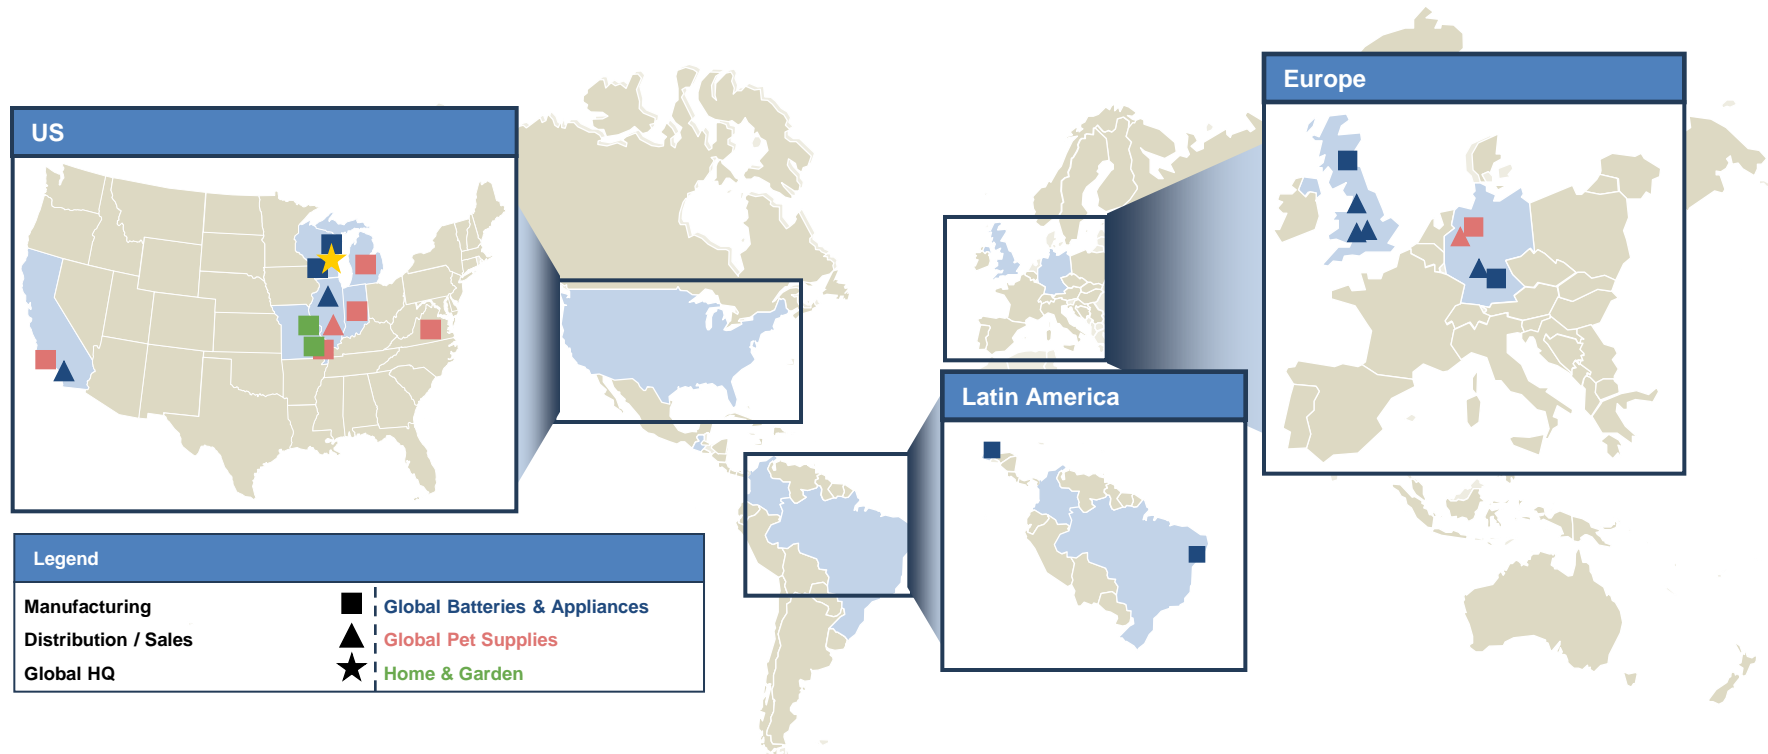 US
Europe
Latin America
Legend
Manufacturing
Global Batteries & Appliances
Distribution / Sales
Global Pet Supplies
Global HQ
Home & Garden